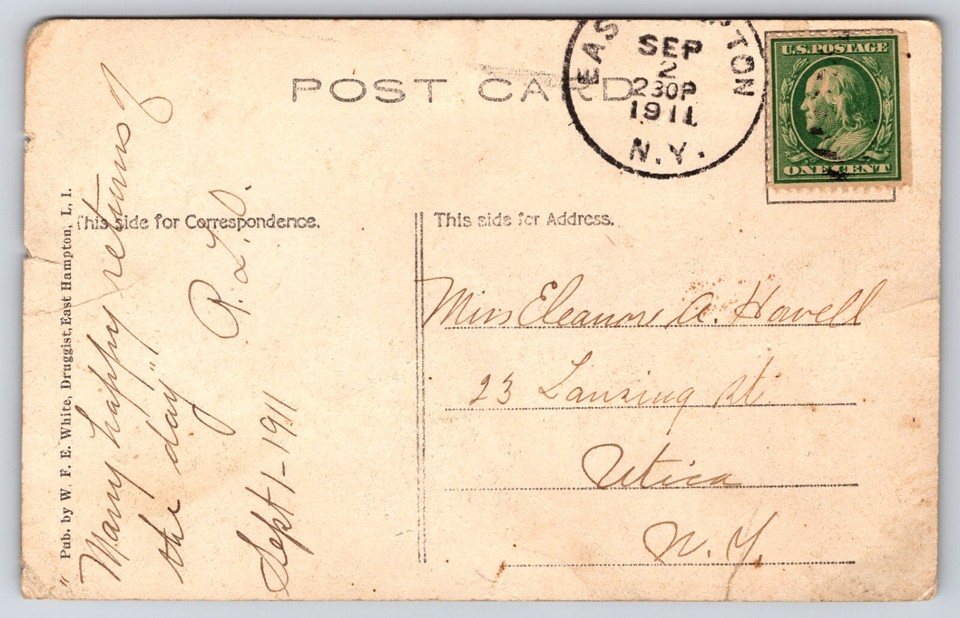 POST CARD
EAST HAMPTON
SEP
2
230P
1911
N.Y.
U.S. POSTAGE
ONE CENT
This side for Correspondence.
This side for Address.
Pub. by W. F. E. White, Druggist, East Hampton, L. I.
"Many happy returns of
the day"
R. L. D.
Sept 1-1911
Miss Eleanore A. Howell
23 Lansing St.
Utica
N. Y.